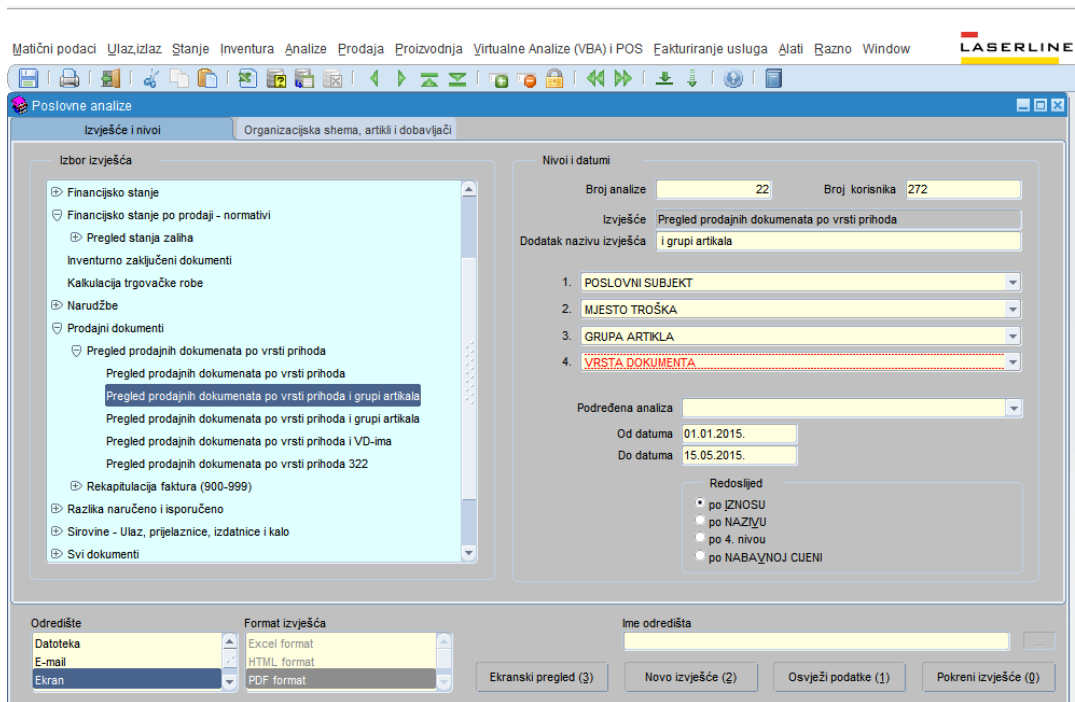 Matični podaci Ulaz,izlaz Stanje Inventura Analize Prodaja Proizvodnja Virtualne Analize (VBA) i POS Fakturiranje usluga Alati Razno Window
LASERLINE
Poslovne analize
Izvješće i nivoi
Organizacijska shema, artikli i dobavljači
Izbor izvješća
Financijsko stanje
Financijsko stanje po prodaji - normativi
Pregled stanja zaliha
Inventurno zaključeni dokumenti
Kalkulacija trgovačke robe
Narudžbe
Prodajni dokumenti
Pregled prodajnih dokumenata po vrsti prihoda
Pregled prodajnih dokumenata po vrsti prihoda
Pregled prodajnih dokumenata po vrsti prihoda i grupi artikala
Pregled prodajnih dokumenata po vrsti prihoda i grupi artikala
Pregled prodajnih dokumenata po vrsti prihoda i VD-ima
Pregled prodajnih dokumenata po vrsti prihoda 322
Rekapitulacija faktura (900-999)
Razlika naručeno i isporučeno
Sirovine - Ulaz, prijelaznice, izdatnice i kalo
Svi dokumenti
Nivoi i datumi
Broj analize 22 Broj korisnika 272
Izvješće Pregled prodajnih dokumenata po vrsti prihoda
Dodatak nazivu izvješća i grupi artikala
1. POSLOVNI SUBJEKT
2. MJESTO TROŠKA
3. GRUPA ARTIKLA
4. VRSTA DOKUMENTA
Podređena analiza
Od datuma 01.01.2015.
Do datuma 15.05.2015.
Redoslijed
po IZNOSU
po NAZIVU
po 4. nivou
po NABAVNOJ CIJENI
Odredište
Datoteka
E-mail
Ekran
Format izvješća
Excel format
HTML format
PDF format
Ime odredišta
...
Ekranski pregled (3)
Novo izvješće (2)
Osvježi podatke (1)
Pokreni izvješće (0)